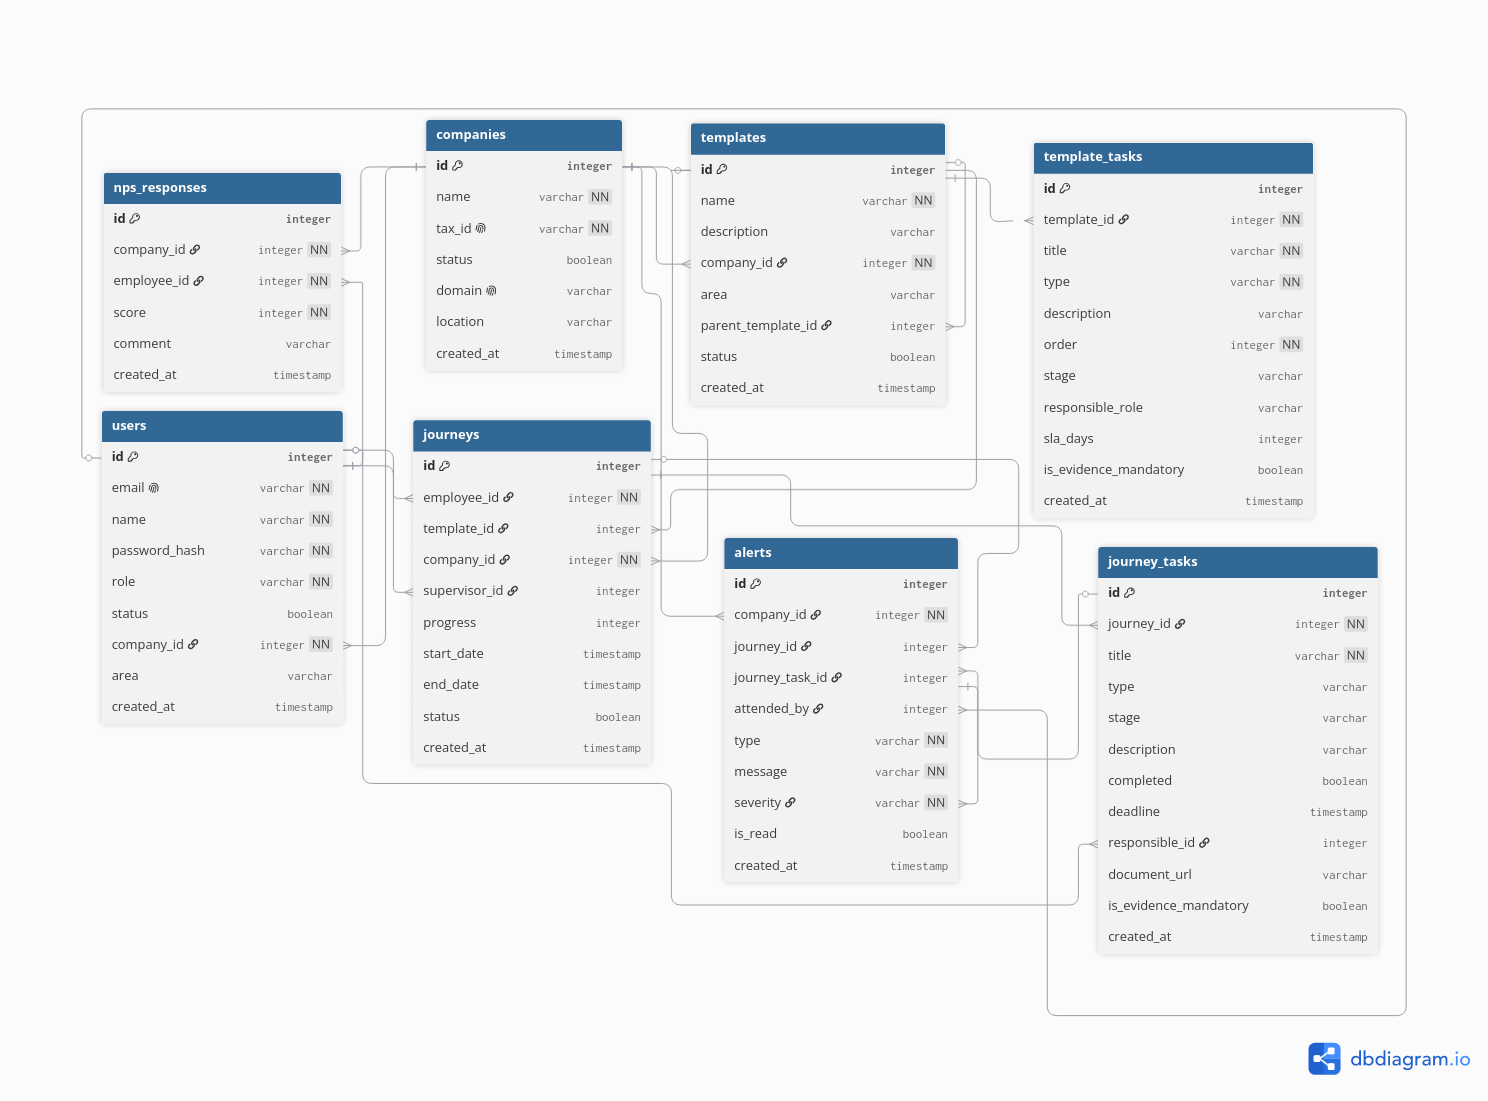 companies
id integer
name varchar NN
tax_id varchar NN
status boolean
domain varchar
location varchar
created_at timestamp
templates
id integer
name varchar NN
description varchar
company_id integer NN
area varchar
parent_template_id integer
status boolean
created_at timestamp
template_tasks
id integer
template_id integer NN
title varchar NN
type varchar NN
description varchar
order integer NN
stage varchar
responsible_role varchar
sla_days integer
is_evidence_mandatory boolean
created_at timestamp
nps_responses
id integer
company_id integer NN
employee_id integer NN
score integer NN
comment varchar
created_at timestamp
users
id integer
email varchar NN
name varchar NN
password_hash varchar NN
role varchar NN
status boolean
company_id integer NN
area varchar
created_at timestamp
journeys
id integer
employee_id integer NN
template_id integer
company_id integer NN
supervisor_id integer
progress integer
start_date timestamp
end_date timestamp
status boolean
created_at timestamp
alerts
id integer
company_id integer NN
journey_id integer
journey_task_id integer
attended_by integer
type varchar NN
message varchar NN
severity varchar NN
is_read boolean
created_at timestamp
journey_tasks
id integer
journey_id integer NN
title varchar NN
type varchar
stage varchar
description varchar
completed boolean
deadline timestamp
responsible_id integer
document_url varchar
is_evidence_mandatory boolean
created_at timestamp
dbdiagram.io